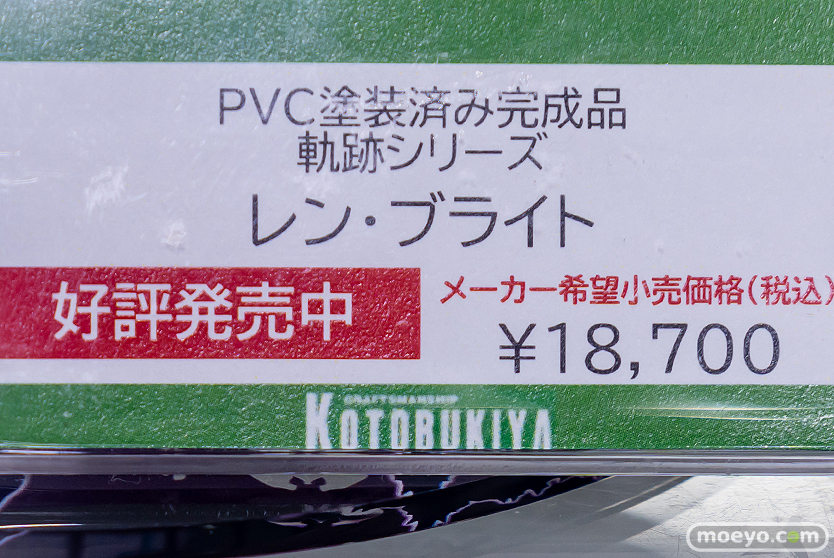 PVC塗装済み完成品
軌跡シリーズ
レン・ブライト
好評発売中
メーカー希望小売価格(税込)
¥18,700
CRAFTSMANSHIP
KOTOBUKIYA
moeyo.com